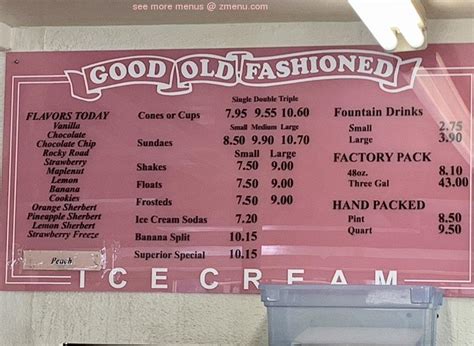 see more menus @ zmenu.com
GOOD OLD FASHIONED
FLAVORS TODAY
Vanilla
Chocolate
Chocolate Chip
Rocky Road
Strawberry
Maplenut
Lemon
Banana
Cookies
Orange Sherbert
Pineapple Sherbert
Lemon Sherbert
Strawberry Freeze
Peach
Single Double Triple
Cones or Cups 7.95 9.55 10.60
Small Medium Large
Sundaes 8.50 9.90 10.70
Small Large
Shakes 7.50 9.00
Floats 7.50 9.00
Frosteds 7.50 9.00
Ice Cream Sodas 7.20
Banana Split 10.15
Superior Special 10.15
Fountain Drinks
Small 2.75
Large 3.90
FACTORY PACK
48oz. 8.10
Three Gal 43.00
HAND PACKED
Pint 8.50
Quart 9.50
ICE CREAM